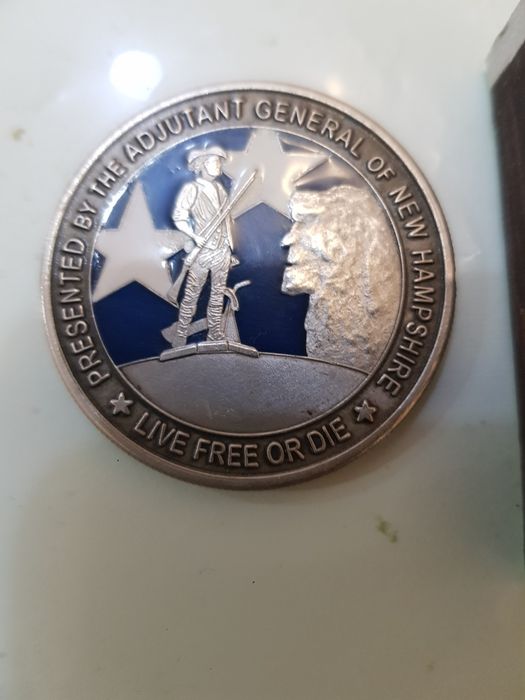 PRESENTED BY THE ADJUTANT GENERAL OF NEW HAMPSHIRE
LIVE FREE OR DIE